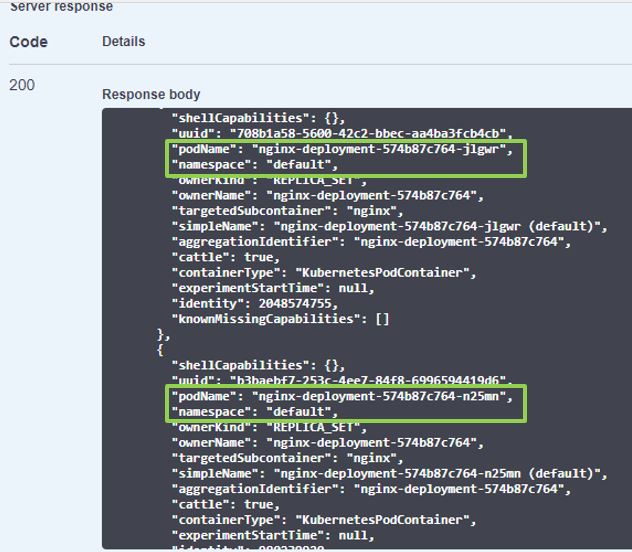 Server response
Code
Details
200
Response body
"shellCapabilities": {},
"uuid": "708b1a58-5600-42c2-bbec-aa4ba3fcb4cb",
"podName": "nginx-deployment-574b87c764-jlgwr",
"namespace": "default",
"ownerKind": "REPLICA_SET",
"ownerName": "nginx-deployment-574b87c764",
"targetedSubcontainer": "nginx",
"simpleName": "nginx-deployment-574b87c764-jlgwr (default)",
"aggregationIdentifier": "nginx-deployment-574b87c764",
"cattle": true,
"containerType": "KubernetesPodContainer",
"experimentStartTime": null,
"identity": 2048574755,
"knownMissingCapabilities": []
},
{
"shellCapabilities": {},
"uuid": "b3baebf7-253c-4ee7-84f8-6996594419d6",
"podName": "nginx-deployment-574b87c764-n25mn",
"namespace": "default",
"ownerKind": "REPLICA_SET",
"ownerName": "nginx-deployment-574b87c764",
"targetedSubcontainer": "nginx",
"simpleName": "nginx-deployment-574b87c764-n25mn (default)",
"aggregationIdentifier": "nginx-deployment-574b87c764",
"cattle": true,
"containerType": "KubernetesPodContainer",
"experimentStartTime": null,